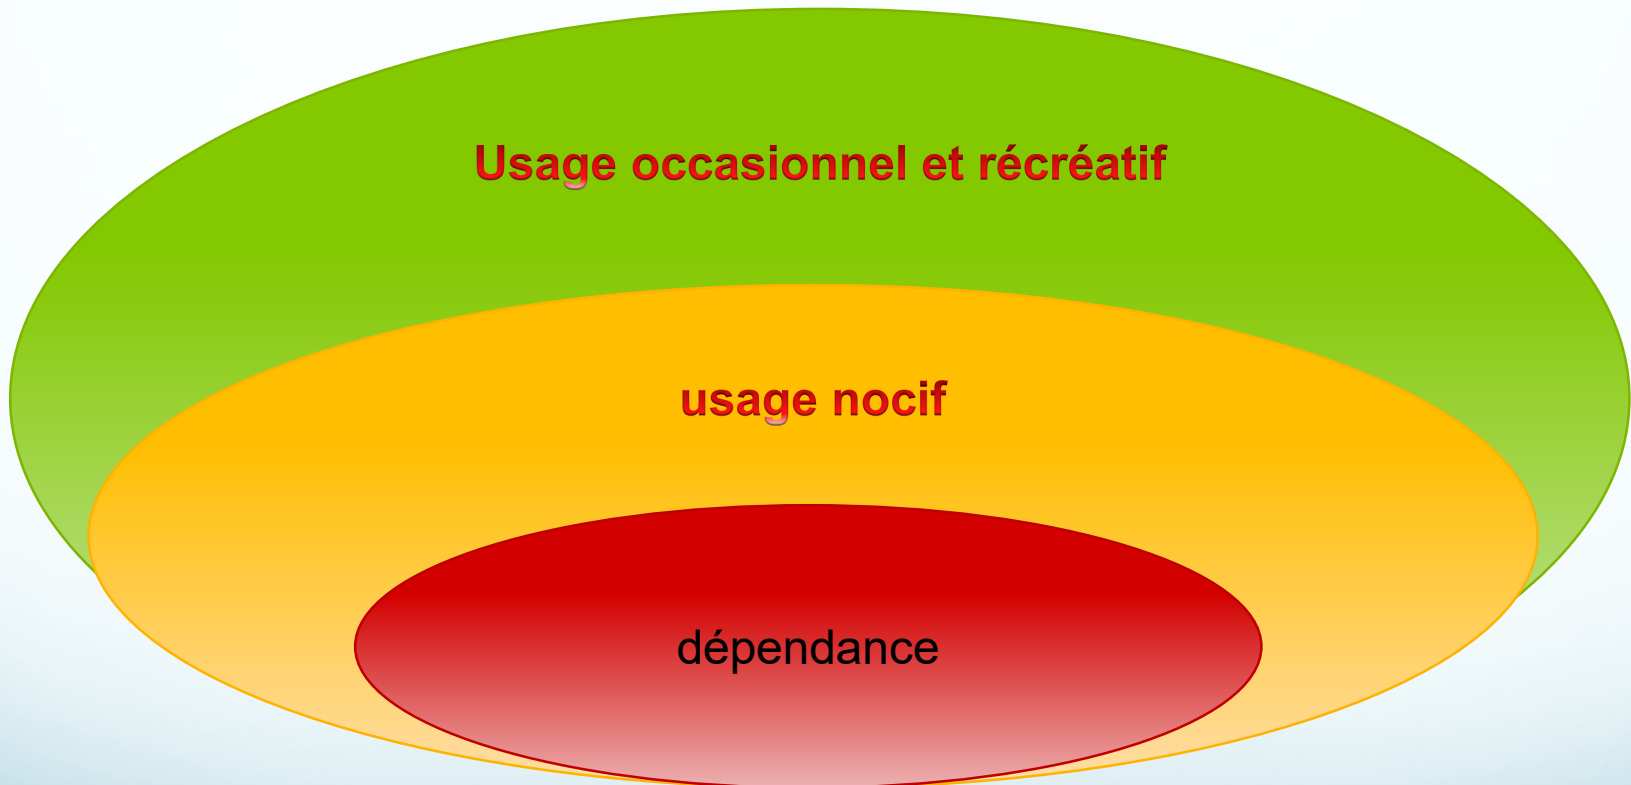 Usage occasionnel et récréatif
usage nocif
dépendance